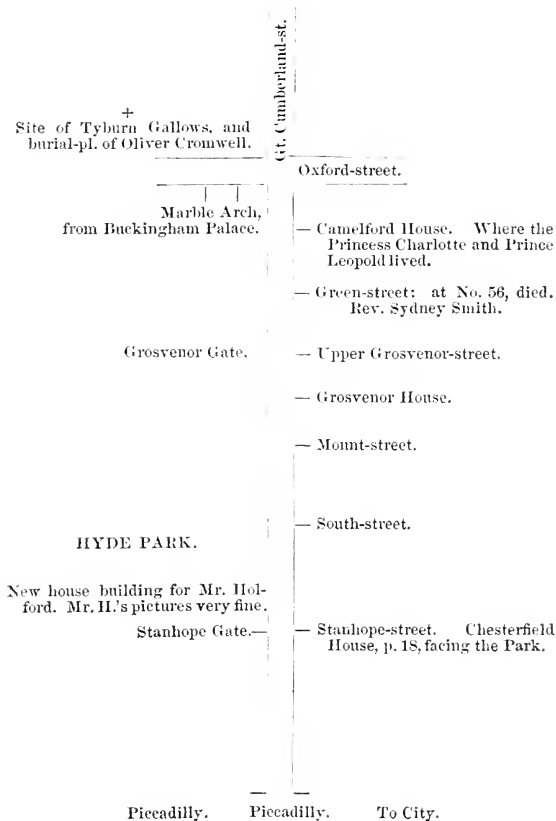 Gt. Cumberland-st.
+
Site of Tyburn Gallows, and
burial-pl. of Oliver Cromwell.
Oxford-street.
Marble Arch,
from Buckingham Palace.
— Camelford House. Where the
Princess Charlotte and Prince
Leopold lived.
— Green-street: at No. 56, died.
Rev. Sydney Smith.
Grosvenor Gate.
— Upper Grosvenor-street.
— Grosvenor House.
— Mount-street.
— South-street.
HYDE PARK.
New house building for Mr. Hol-
ford. Mr. H.'s pictures very fine.
Stanhope Gate.—
— Stanhope-street. Chesterfield
House, p. 18, facing the Park.
Piccadilly. Piccadilly. To City.